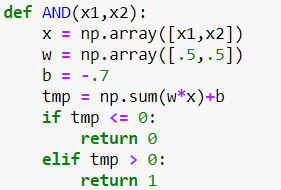 def AND(x1,x2):
    x = np.array([x1,x2])
    w = np.array([.5,.5])
    b = -.7
    tmp = np.sum(w*x)+b
    if tmp <= 0:
        return 0
    elif tmp > 0:
        return 1